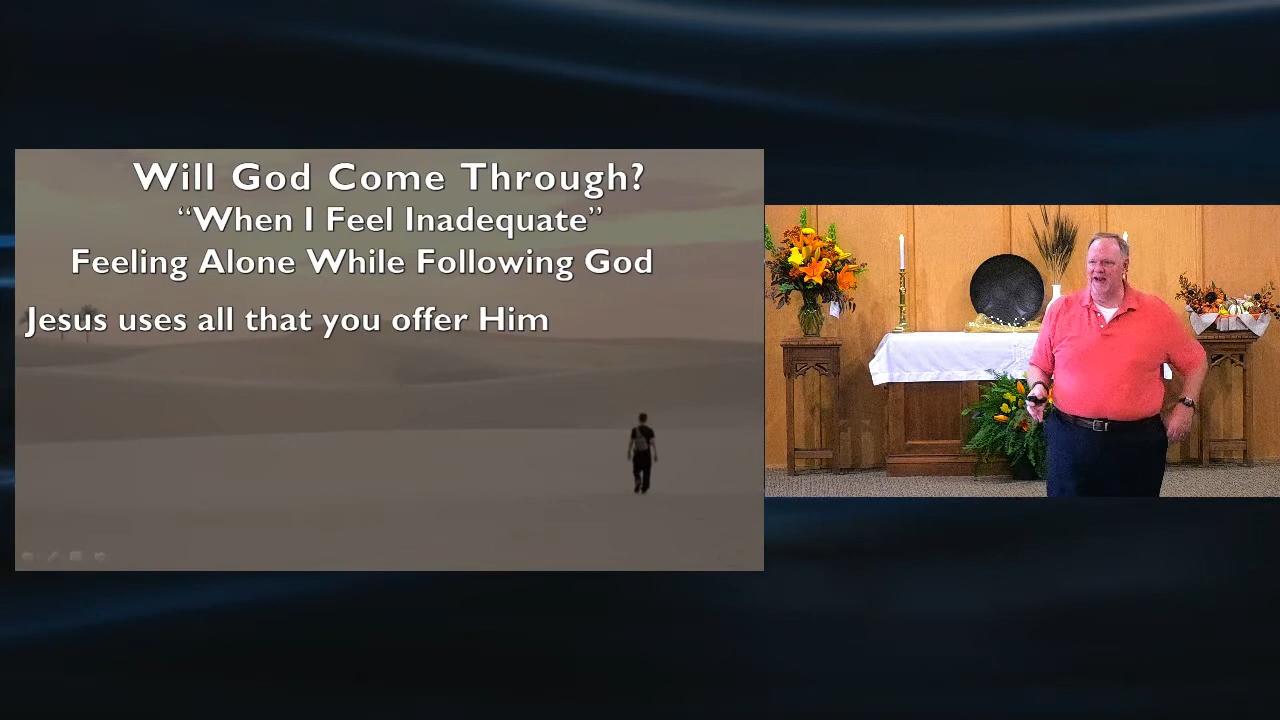 Will God Come Through?
“When I Feel Inadequate”
Feeling Alone While Following God
Jesus uses all that you offer Him